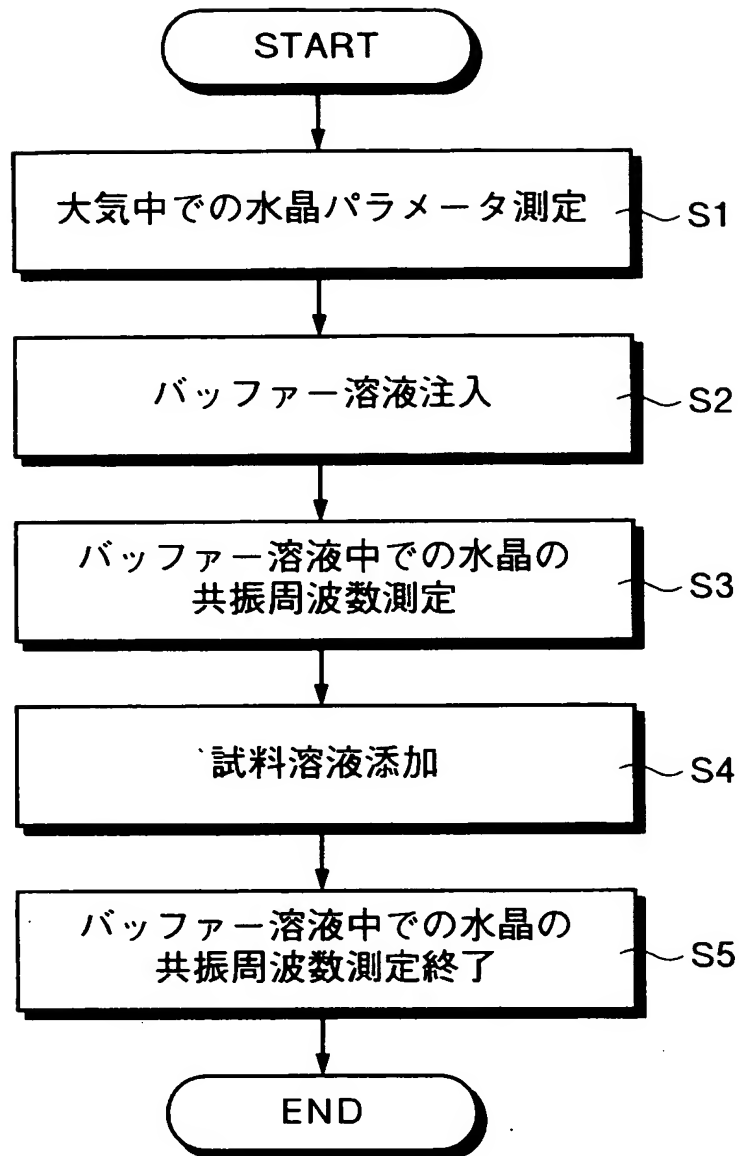 START
大気中での水晶パラメータ測定
S1
バッファー溶液注入
S2
バッファー溶液中での水晶の
共振周波数測定
S3
試料溶液添加
S4
バッファー溶液中での水晶の
共振周波数測定終了
S5
END